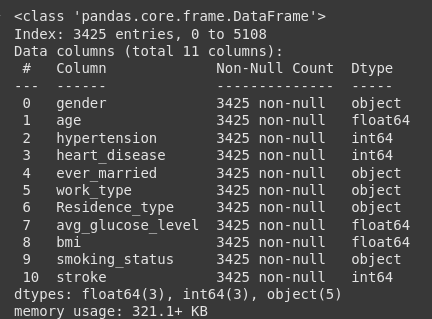 <class 'pandas.core.frame.DataFrame'>
Index: 3425 entries, 0 to 5108
Data columns (total 11 columns):
 #   Column             Non-Null Count  Dtype
---  ------             --------------  -----
 0   gender             3425 non-null   object
 1   age                3425 non-null   float64
 2   hypertension       3425 non-null   int64
 3   heart_disease      3425 non-null   int64
 4   ever_married       3425 non-null   object
 5   work_type          3425 non-null   object
 6   Residence_type     3425 non-null   object
 7   avg_glucose_level  3425 non-null   float64
 8   bmi                3425 non-null   float64
 9   smoking_status     3425 non-null   object
 10  stroke             3425 non-null   int64
dtypes: float64(3), int64(3), object(5)
memory usage: 321.1+ KB